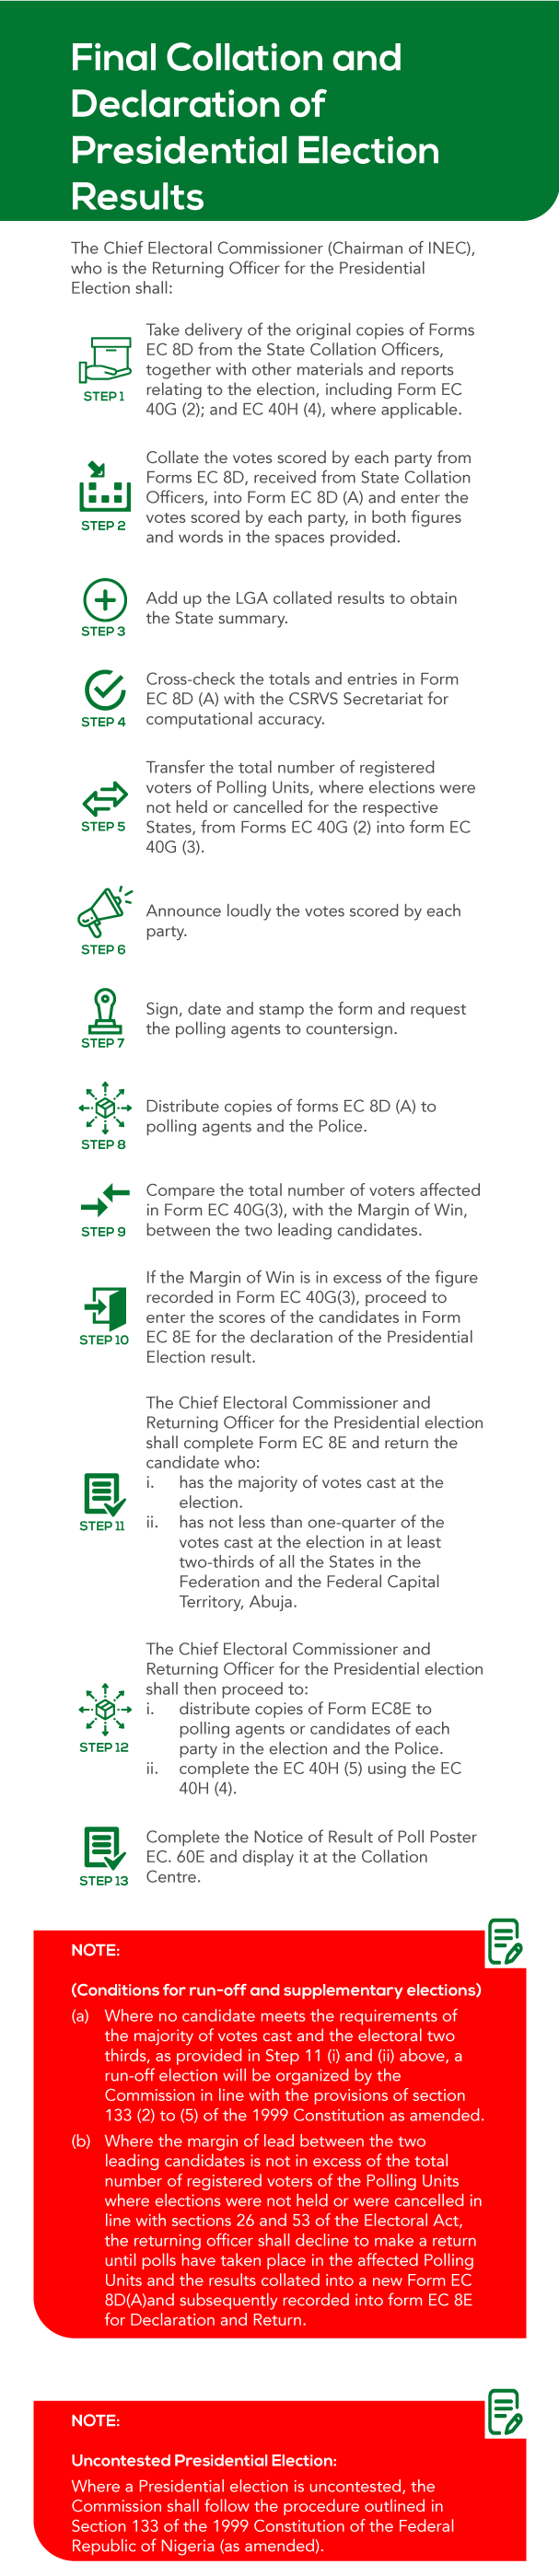 Final Collation and
Declaration of
Presidential Election
Results
The Chief Electoral Commissioner (Chairman of INEC),
who is the Returning Officer for the Presidential
Election shall:
STEP 1
Take delivery of the original copies of Forms
EC 8D from the State Collation Officers,
together with other materials and reports
relating to the election, including Form EC
40G (2); and EC 40H (4), where applicable.
STEP 2
Collate the votes scored by each party from
Forms EC 8D, received from State Collation
Officers, into Form EC 8D (A) and enter the
votes scored by each party, in both figures
and words in the spaces provided.
STEP 3
Add up the LGA collated results to obtain
the State summary.
STEP 4
Cross-check the totals and entries in Form
EC 8D (A) with the CSRVS Secretariat for
computational accuracy.
STEP 5
Transfer the total number of registered
voters of Polling Units, where elections were
not held or cancelled for the respective
States, from Forms EC 40G (2) into form EC
40G (3).
STEP 6
Announce loudly the votes scored by each
party.
STEP 7
Sign, date and stamp the form and request
the polling agents to countersign.
STEP 8
Distribute copies of forms EC 8D (A) to
polling agents and the Police.
STEP 9
Compare the total number of voters affected
in Form EC 40G(3), with the Margin of Win,
between the two leading candidates.
STEP 10
If the Margin of Win is in excess of the figure
recorded in Form EC 40G(3), proceed to
enter the scores of the candidates in Form
EC 8E for the declaration of the Presidential
Election result.
STEP 11
The Chief Electoral Commissioner and
Returning Officer for the Presidential election
shall complete Form EC 8E and return the
candidate who:
i. has the majority of votes cast at the
election.
ii. has not less than one-quarter of the
votes cast at the election in at least
two-thirds of all the States in the
Federation and the Federal Capital
Territory, Abuja.
STEP 12
The Chief Electoral Commissioner and
Returning Officer for the Presidential election
shall then proceed to:
i. distribute copies of Form EC8E to
polling agents or candidates of each
party in the election and the Police.
ii. complete the EC 40H (5) using the EC
40H (4).
STEP 13
Complete the Notice of Result of Poll Poster
EC. 60E and display it at the Collation
Centre.
NOTE:
(Conditions for run-off and supplementary elections)
(a) Where no candidate meets the requirements of
the majority of votes cast and the electoral two
thirds, as provided in Step 11 (i) and (ii) above, a
run-off election will be organized by the
Commission in line with the provisions of section
133 (2) to (5) of the 1999 Constitution as amended.
(b) Where the margin of lead between the two
leading candidates is not in excess of the total
number of registered voters of the Polling Units
where elections were not held or were cancelled in
line with sections 26 and 53 of the Electoral Act,
the returning officer shall decline to make a return
until polls have taken place in the affected Polling
Units and the results collated into a new Form EC
8D(A)and subsequently recorded into form EC 8E
for Declaration and Return.
NOTE:
Uncontested Presidential Election:
Where a Presidential election is uncontested, the
Commission shall follow the procedure outlined in
Section 133 of the 1999 Constitution of the Federal
Republic of Nigeria (as amended).